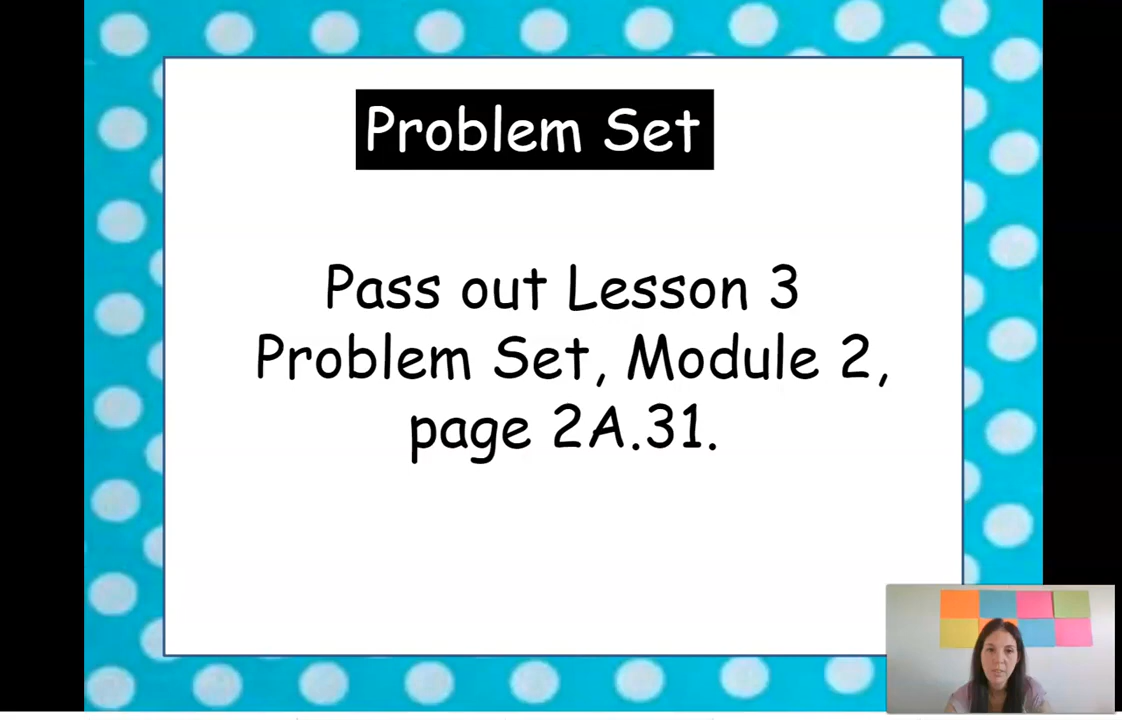 Problem Set
Pass out Lesson 3
Problem Set, Module 2,
page 2A.31.